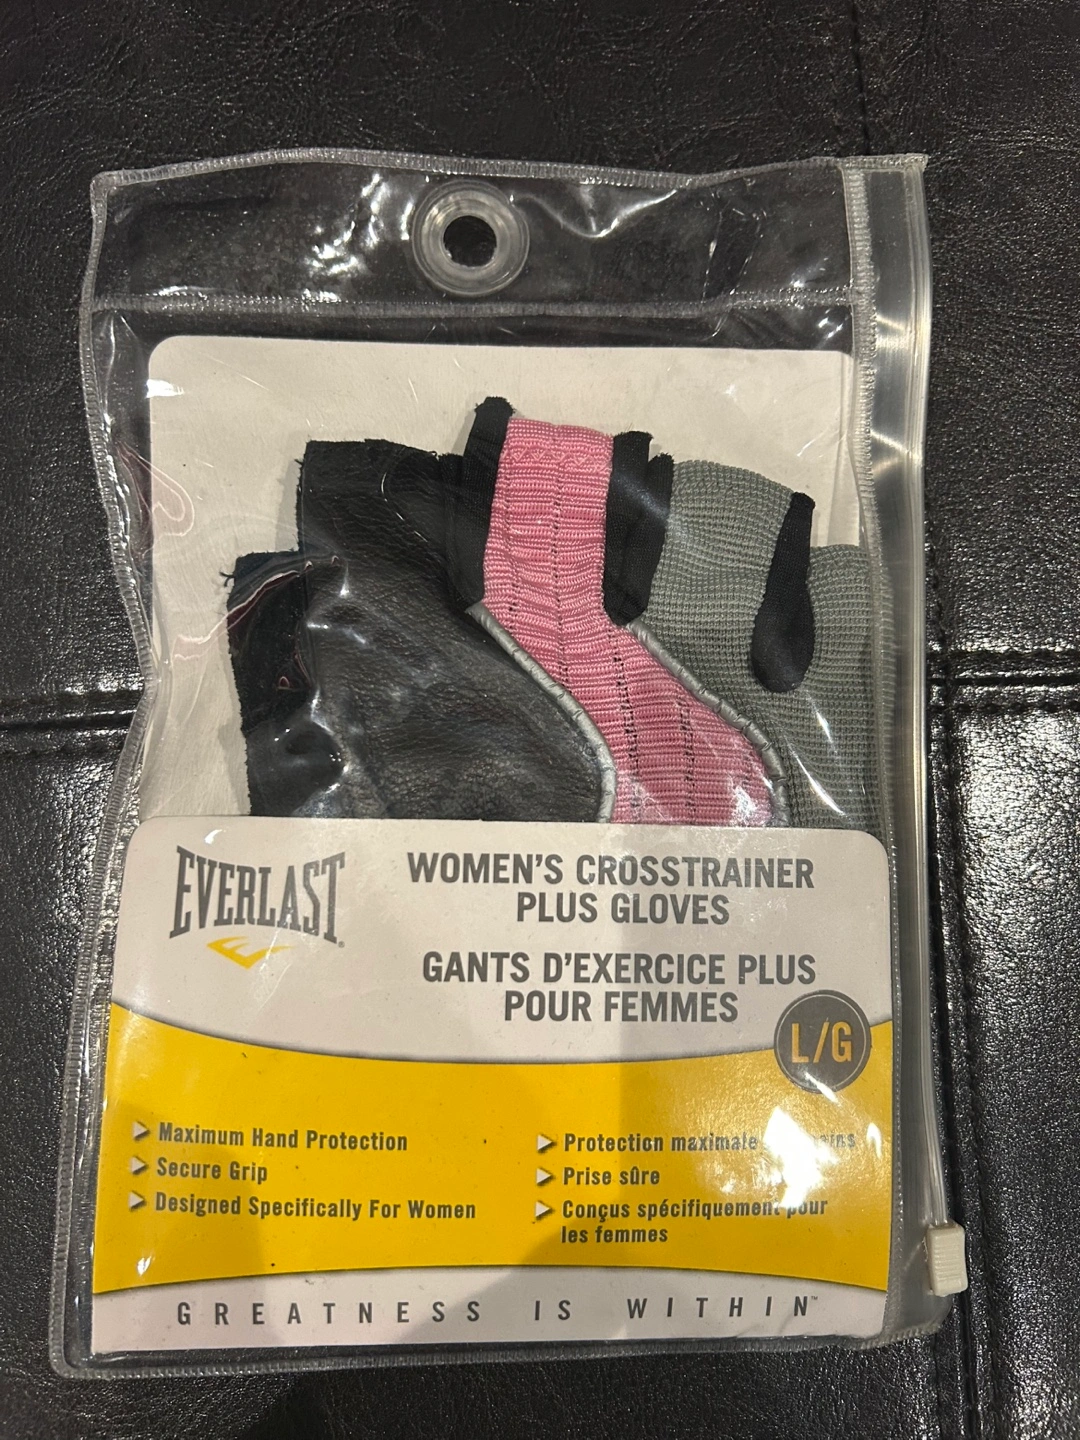 EVERLAST
WOMEN'S CROSSTRAINER
PLUS GLOVES
GANTS D'EXERCICE PLUS
POUR FEMMES
L/G
Maximum Hand Protection
Secure Grip
Designed Specifically For Women
Protection maximale
Prise sûre
Conçus spécifiquement pour
les femmes
GREATNESS IS WITHIN™